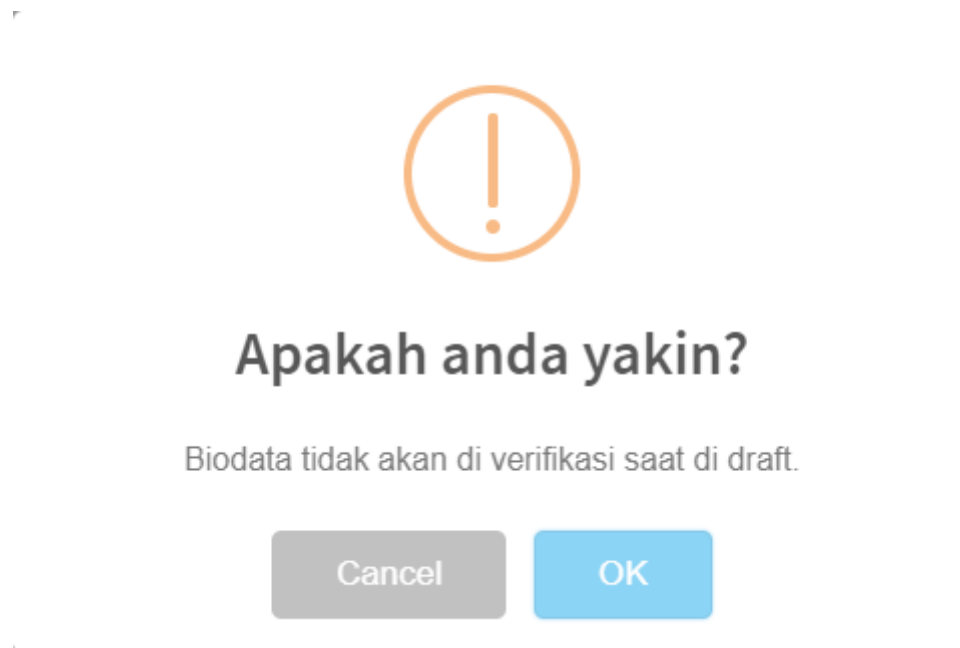 Apakah anda yakin?
Biodata tidak akan di verifikasi saat di draft.
Cancel
OK